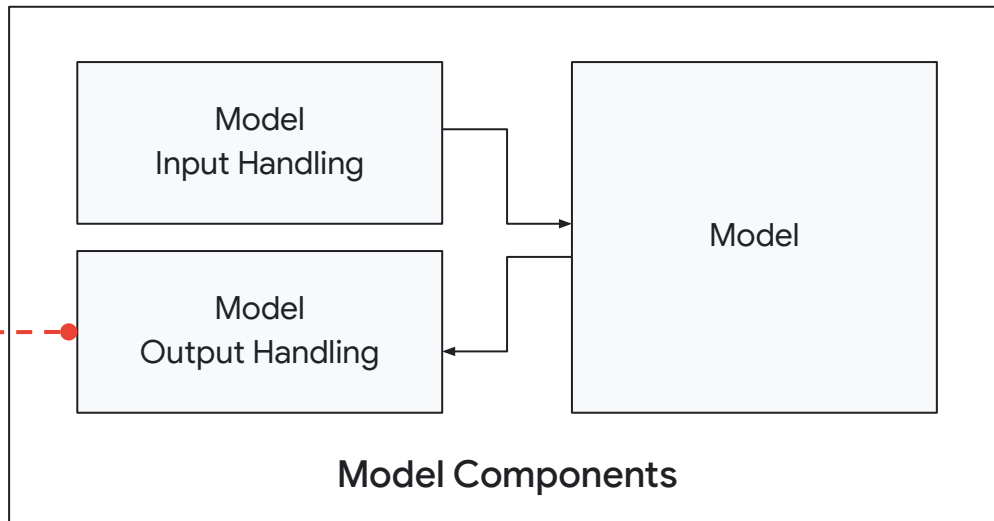 Model
Input Handling
Model
Output Handling
Model
Model Components